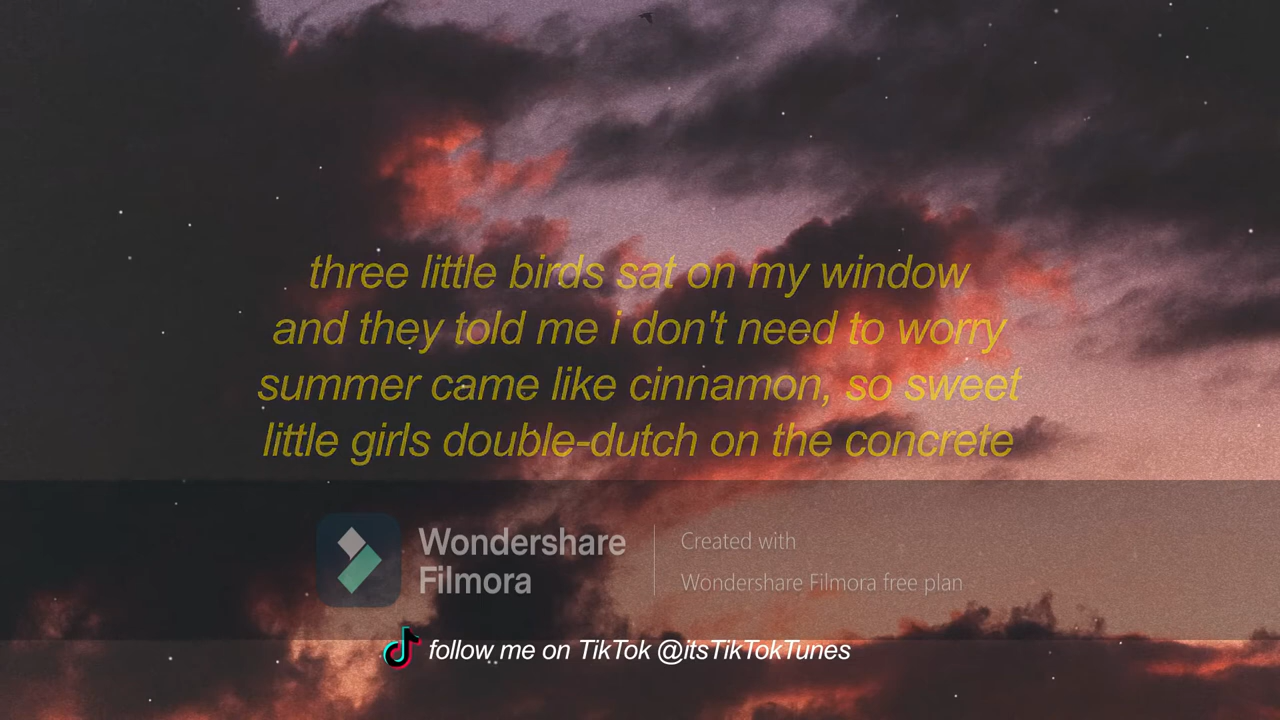 three little birds sat on my window
and they told me i don't need to worry
summer came like cinnamon, so sweet
little girls double-dutch on the concrete
Wondershare
Filmora
Created with
Wondershare Filmora free plan
follow me on TikTok @itsTikTokTunes